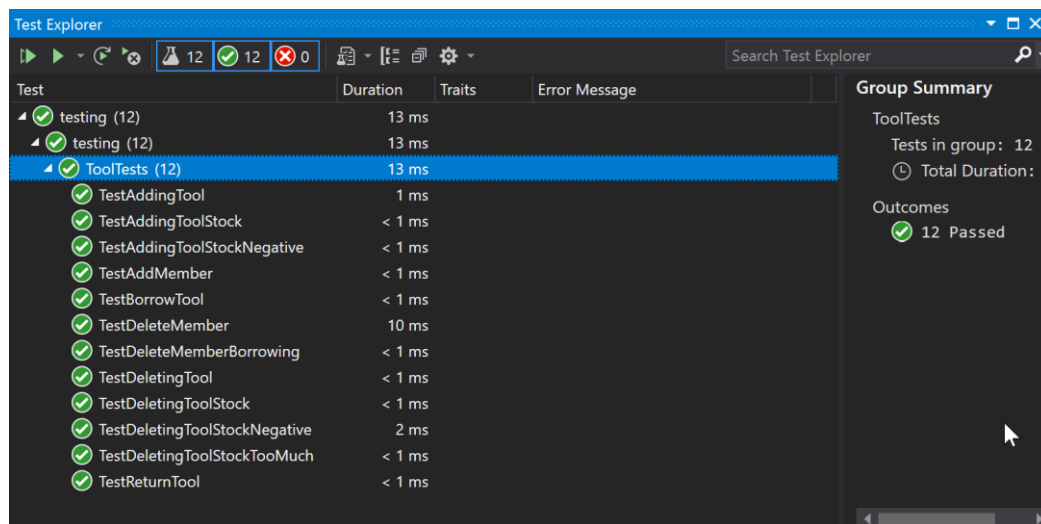 Test Explorer
12 12 0 Search Test Explorer
Test Duration Traits Error Message
testing (12) 13 ms
testing (12) 13 ms
ToolTests (12) 13 ms
TestAddingTool 1 ms
TestAddingToolStock < 1 ms
TestAddingToolStockNegative < 1 ms
TestAddMember < 1 ms
TestBorrowTool < 1 ms
TestDeleteMember 10 ms
TestDeleteMemberBorrowing < 1 ms
TestDeletingTool < 1 ms
TestDeletingToolStock < 1 ms
TestDeletingToolStockNegative 2 ms
TestDeletingToolStockTooMuch < 1 ms
TestReturnTool < 1 ms
Group Summary
ToolTests
Tests in group: 12
Total Duration:
Outcomes
12 Passed